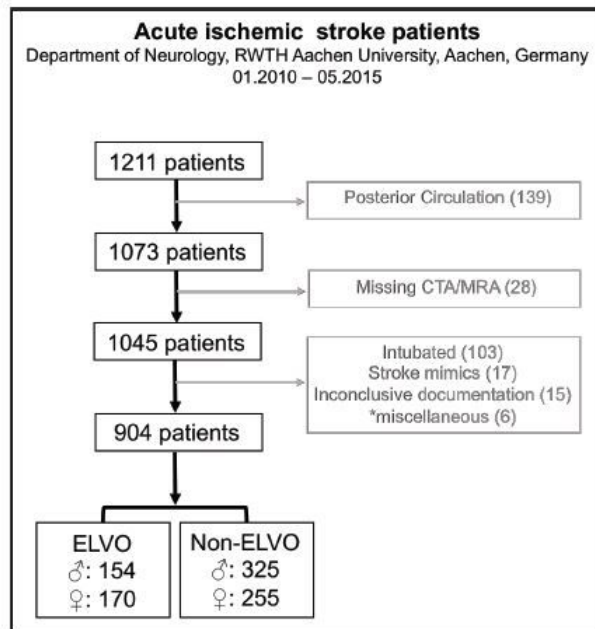 Acute ischemic stroke patients
Department of Neurology, RWTH Aachen University, Aachen, Germany
01.2010 – 05.2015
1211 patients
Posterior Circulation (139)
1073 patients
Missing CTA/MRA (28)
1045 patients
Intubated (103)
Stroke mimics (17)
Inconclusive documentation (15)
*miscellaneous (6)
904 patients
ELVO
♂: 154
♀: 170
Non-ELVO
♂: 325
♀: 255